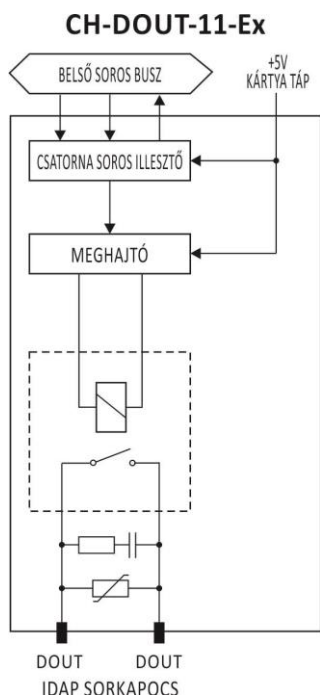 CH-DOUT-11-Ex
BELSŐ SOROS BUSZ
+5V
KÁRTYA TÁP
CSATORNA SOROS ILLESZTŐ
MEGHAJTÓ
DOUT
DOUT
IDAP SORKAPOCS